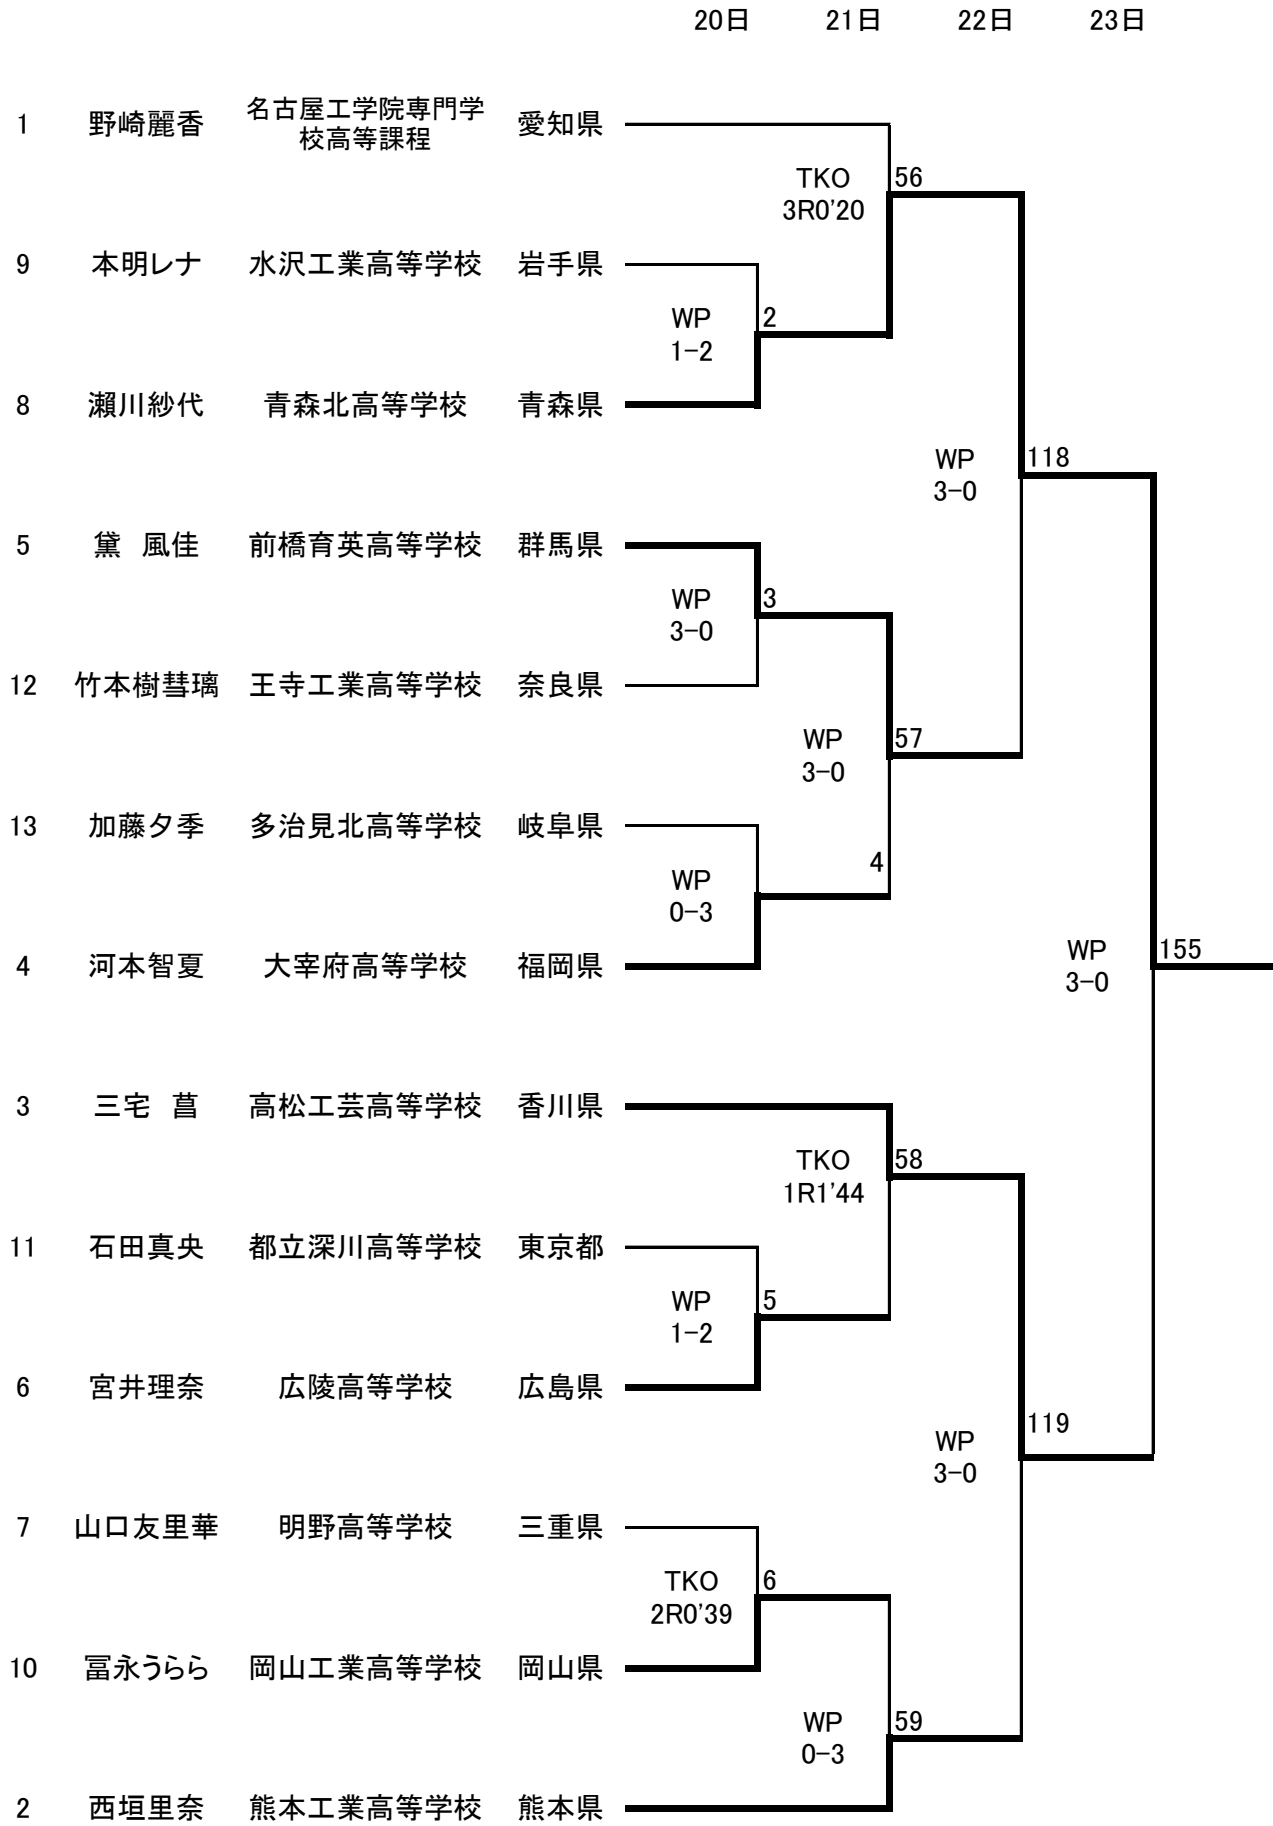 20日 21日 22日 23日
1 野崎麗香 名古屋工学院専門学
校高等課程 愛知県
TKO 56
3R0'20
9 本明レナ 水沢工業高等学校 岩手県
WP 2
1-2
8 瀬川紗代 青森北高等学校 青森県
WP 118
3-0
5 黛 風佳 前橋育英高等学校 群馬県
WP 3
3-0
12 竹本樹彗璃 王寺工業高等学校 奈良県
WP 57
3-0
13 加藤夕季 多治見北高等学校 岐阜県
4
WP
0-3
4 河本智夏 大宰府高等学校 福岡県
WP 155
3-0
3 三宅 菖 高松工芸高等学校 香川県
TKO 58
1R1'44
11 石田真央 都立深川高等学校 東京都
WP 5
1-2
6 宮井理奈 広陵高等学校 広島県
119
WP
3-0
7 山口友里華 明野高等学校 三重県
TKO 6
2R0'39
10 冨永うらら 岡山工業高等学校 岡山県
WP 59
0-3
2 西垣里奈 熊本工業高等学校 熊本県